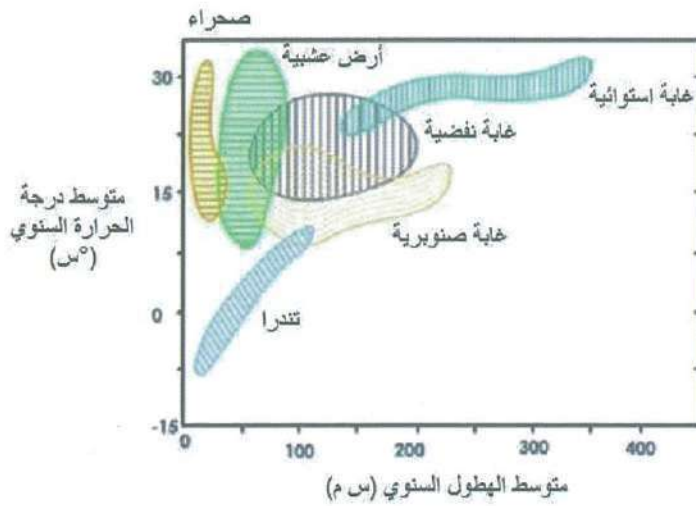 صحراء
أرض عشبية
غابة استوائية
غابة نفضية
غابة صنوبرية
تندرا
متوسط درجة
الحرارة السنوي
(°س)
30
15
0
-15
0
100
200
300
400
متوسط الهطول السنوي (س م)